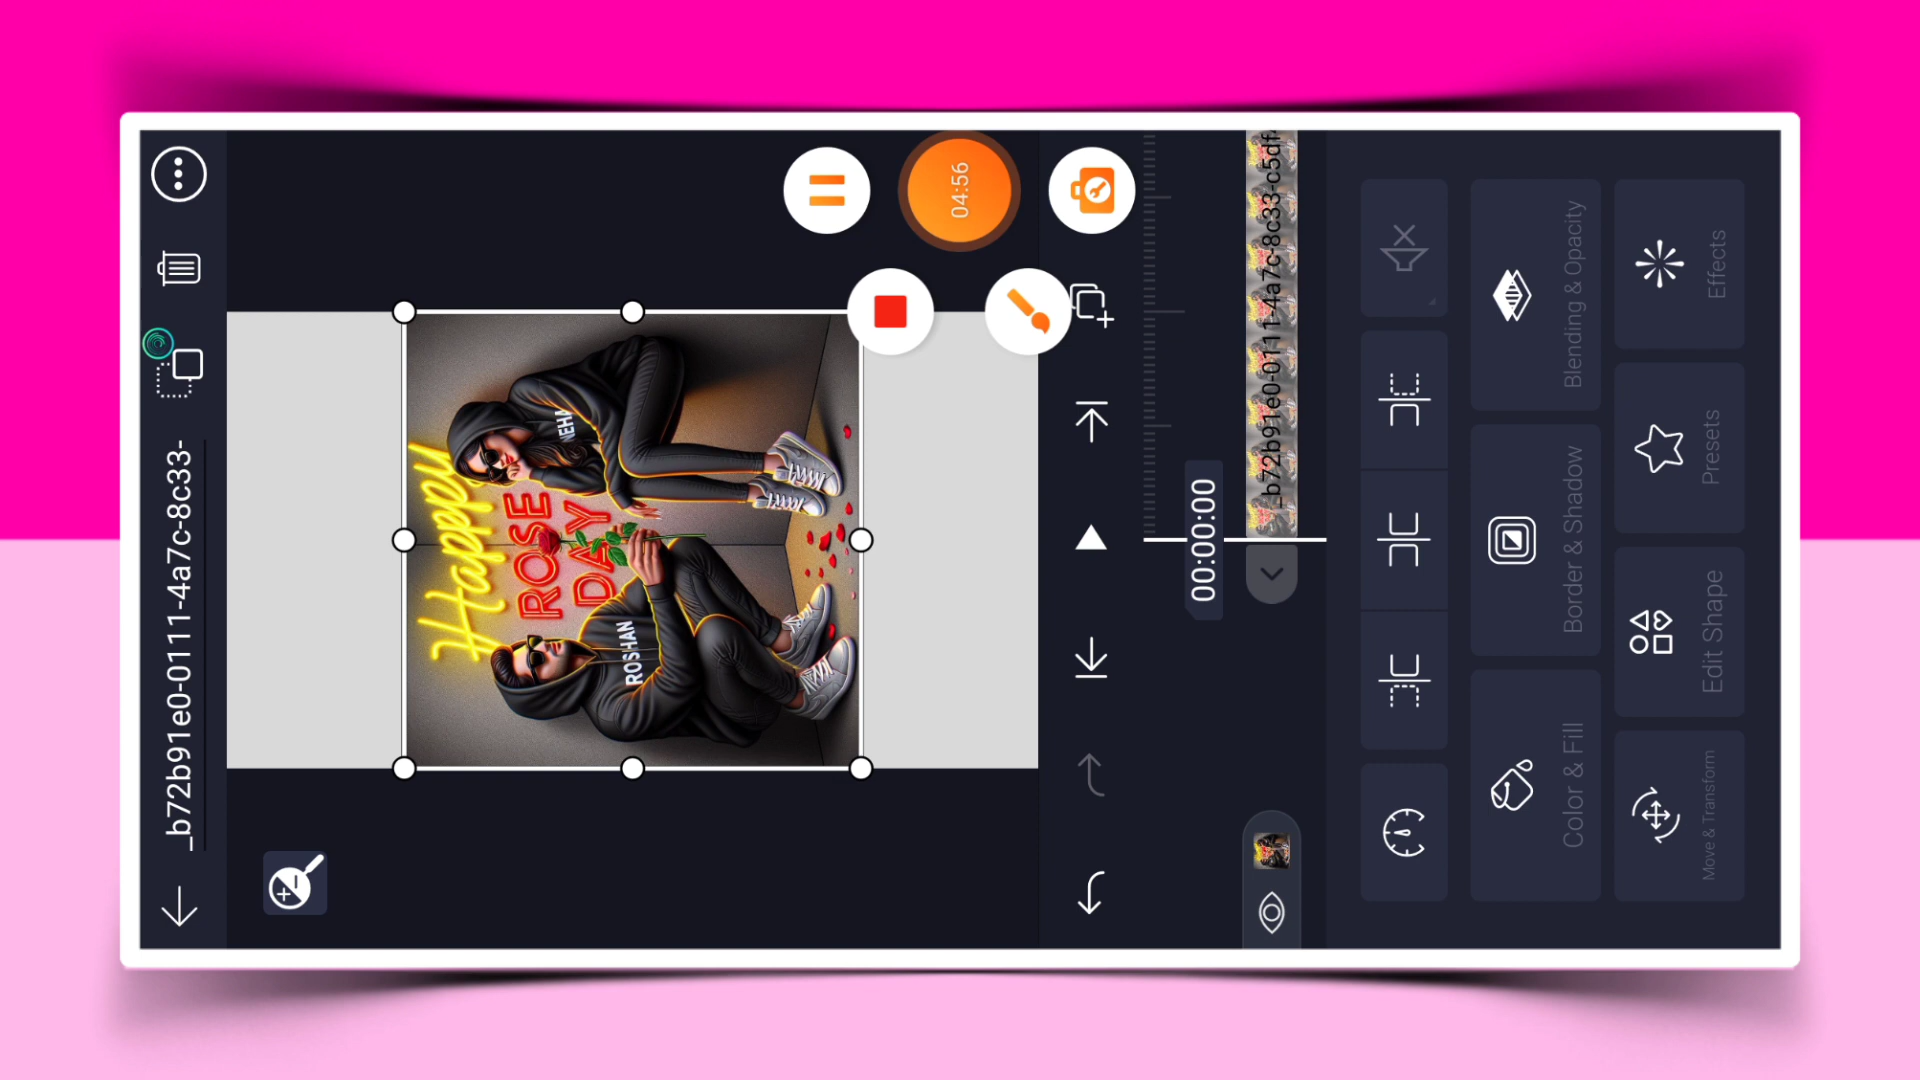 _b72b91e0-0111-4a7c-8c33-
Happy
ROSE
DAY
NEHA
ROSHAN
04:56
00:00:00
_b72b91e0-0111-4a7c-8c33-c5df
Color & Fill
Border & Shadow
Blending & Opacity
Move & Transform
Edit Shape
Presets
Effects